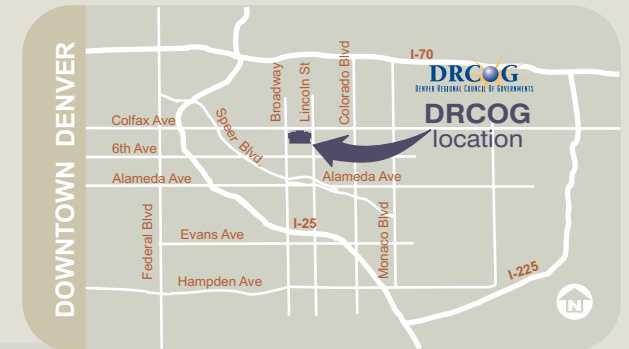 DOWNTOWN DENVER
I-70
DRCOG
DENVER REGIONAL COUNCIL OF GOVERNMENTS
DRCOG
location
Broadway
Lincoln St
Colorado Blvd
Colfax Ave
Speer Blvd.
6th Ave
Alameda Ave
Alameda Ave
Federal Blvd
I-25
Monaco Blvd
Evans Ave
Hampden Ave
I-225
N